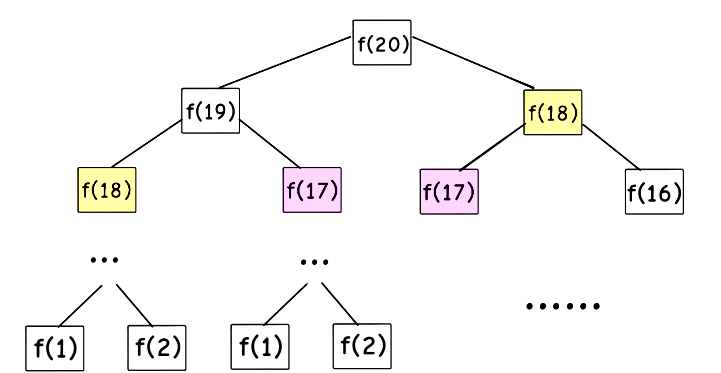 f(20)
f(19)
f(18)
f(18)
f(17)
f(17)
f(16)
...
...
......
f(1)
f(2)
f(1)
f(2)